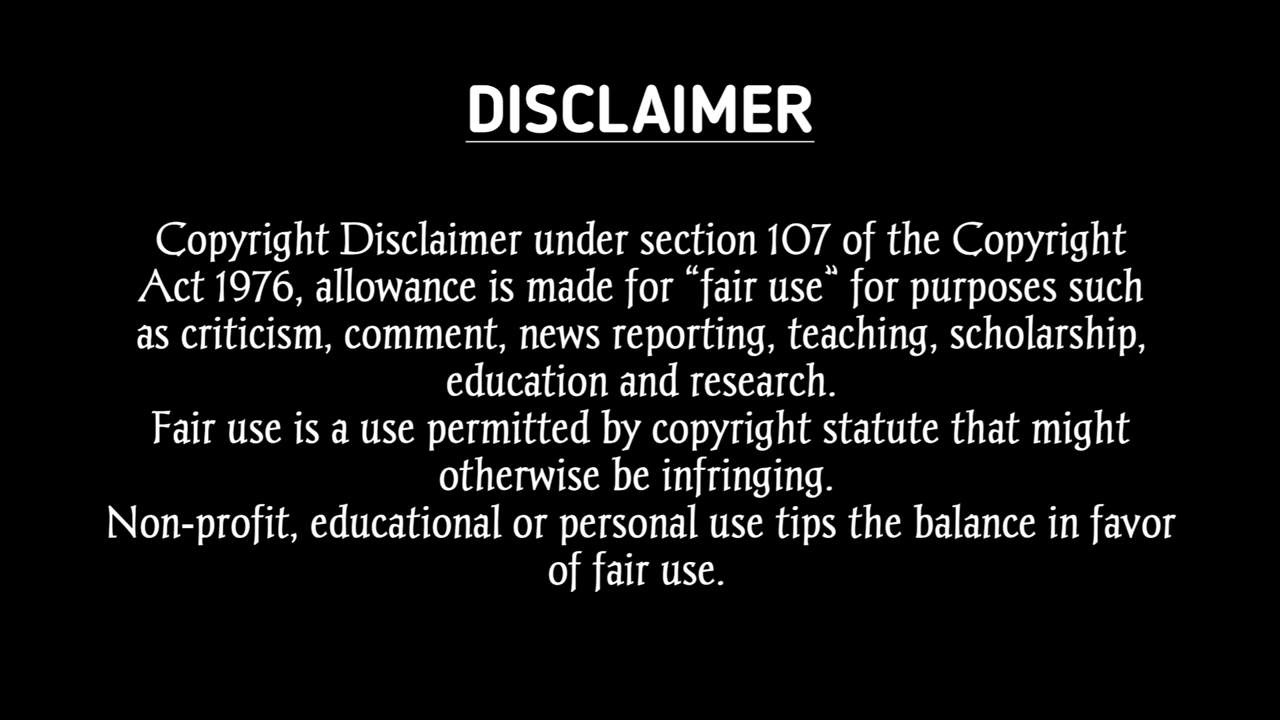 DISCLAIMER
Copyright Disclaimer under section 107 of the Copyright
Act 1976, allowance is made for “fair use” for purposes such
as criticism, comment, news reporting, teaching, scholarship,
education and research.
Fair use is a use permitted by copyright statute that might
otherwise be infringing.
Non-profit, educational or personal use tips the balance in favor
of fair use.